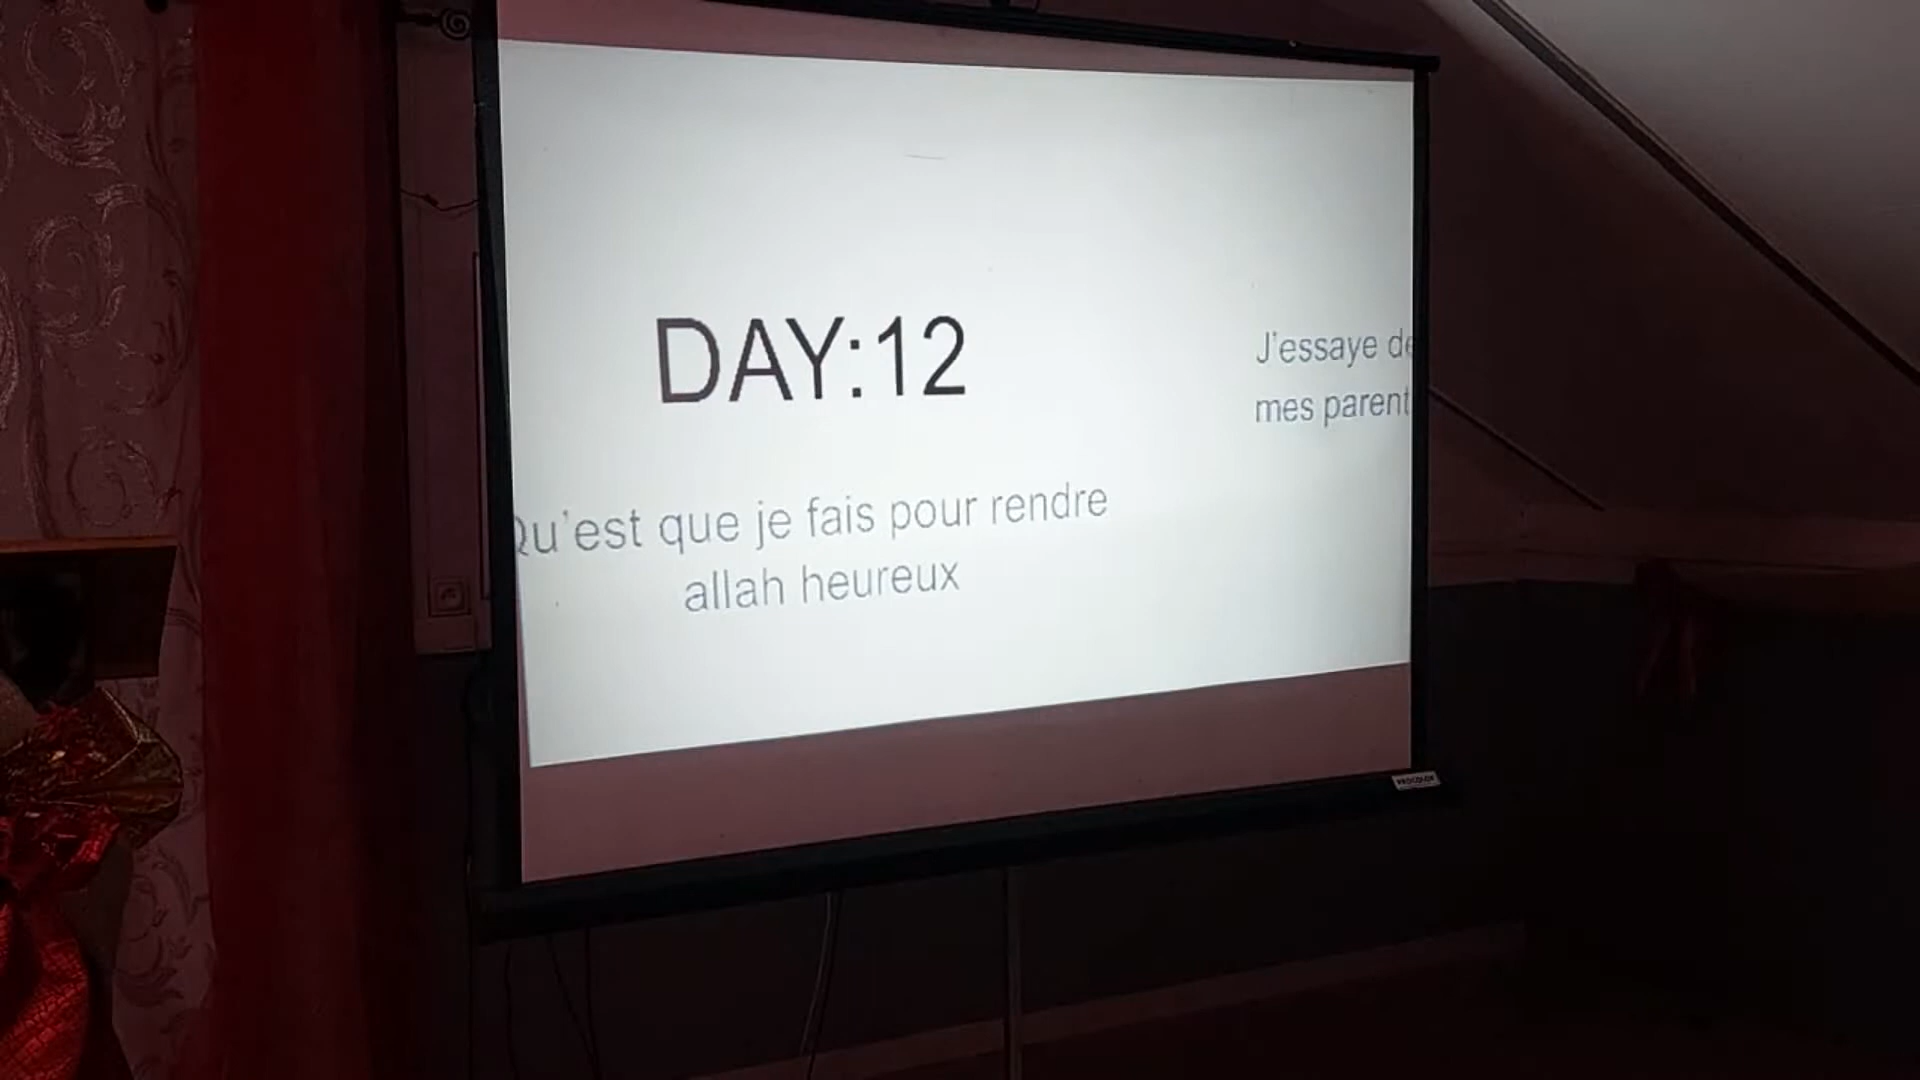 DAY:12
Qu'est que je fais pour rendre
allah heureux
J'essaye de
mes parent